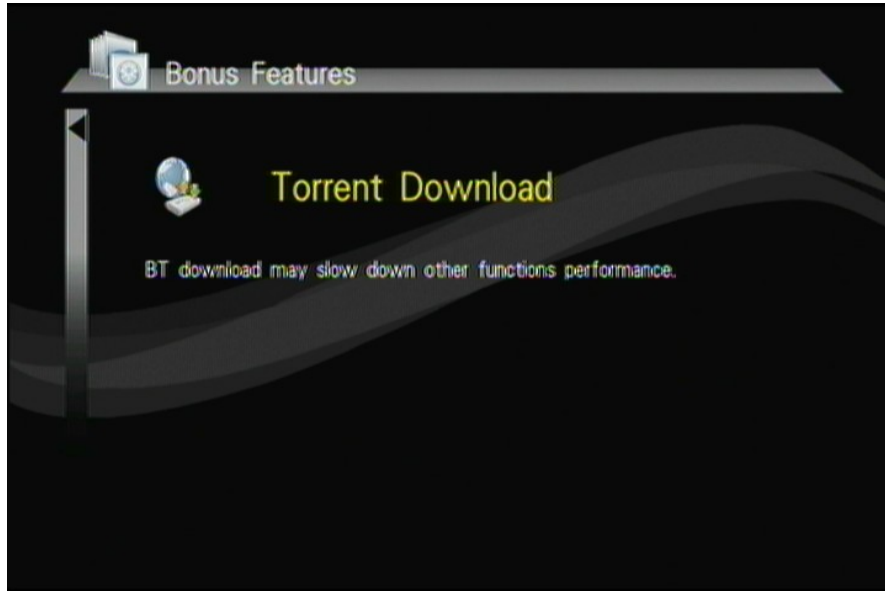 Bonus Features
Torrent Download
BT download may slow down other functions performance.